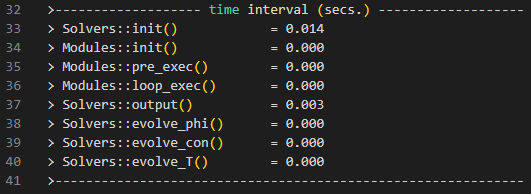 32 >------------------- time interval (secs.) -------------------
33 > Solvers::init() = 0.014
34 > Modules::init() = 0.000
35 > Modules::pre_exec() = 0.000
36 > Modules::loop_exec() = 0.000
37 > Solvers::output() = 0.003
38 > Solvers::evolve_phi() = 0.000
39 > Solvers::evolve_con() = 0.000
40 > Solvers::evolve_T() = 0.000
41 >-------------------------------------------------------------